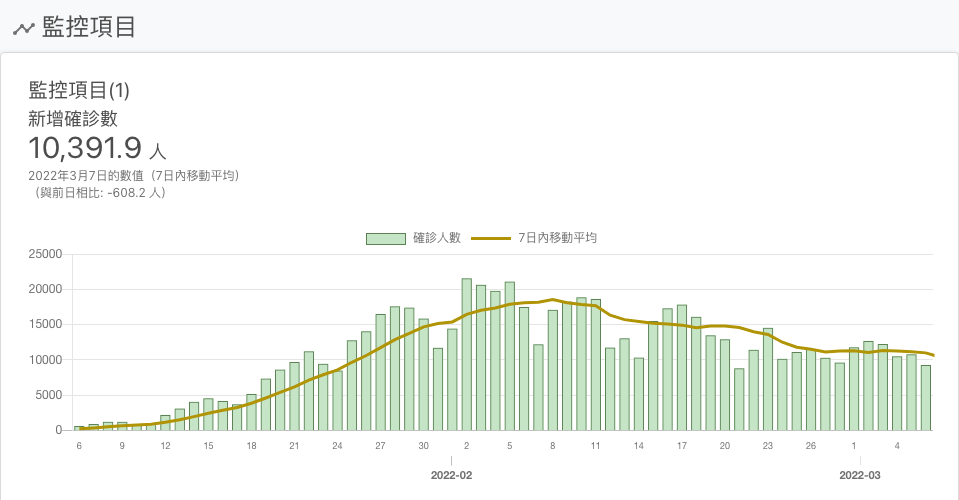 監控項目
監控項目(1)
新增確診數
10,391.9 人
2022年3月7日的數值（7日內移動平均）
（與前日相比: -608.2 人）
確診人數 7日內移動平均
25000
20000
15000
10000
5000
0
6 9 12 15 18 21 24 27 30 2 5 8 11 14 17 20 23 26 1 4
2022-02 2022-03